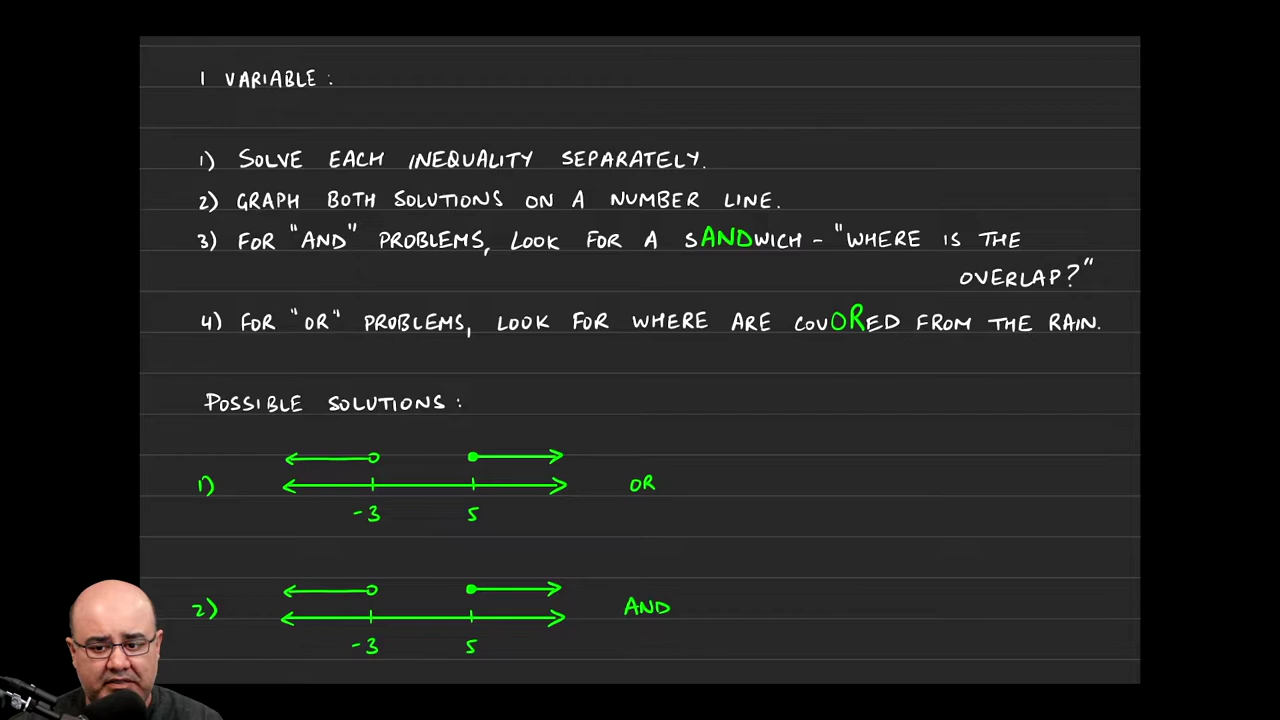 1 VARIABLE:
1) SOLVE EACH INEQUALITY SEPARATELY.
2) GRAPH BOTH SOLUTIONS ON A NUMBER LINE.
3) FOR "AND" PROBLEMS, LOOK FOR A SANDWICH - "WHERE IS THE
OVERLAP?"
4) FOR "OR" PROBLEMS, LOOK FOR WHERE ARE COVORED FROM THE RAIN.
POSSIBLE SOLUTIONS:
1) OR
-3 5
2) AND
-3 5